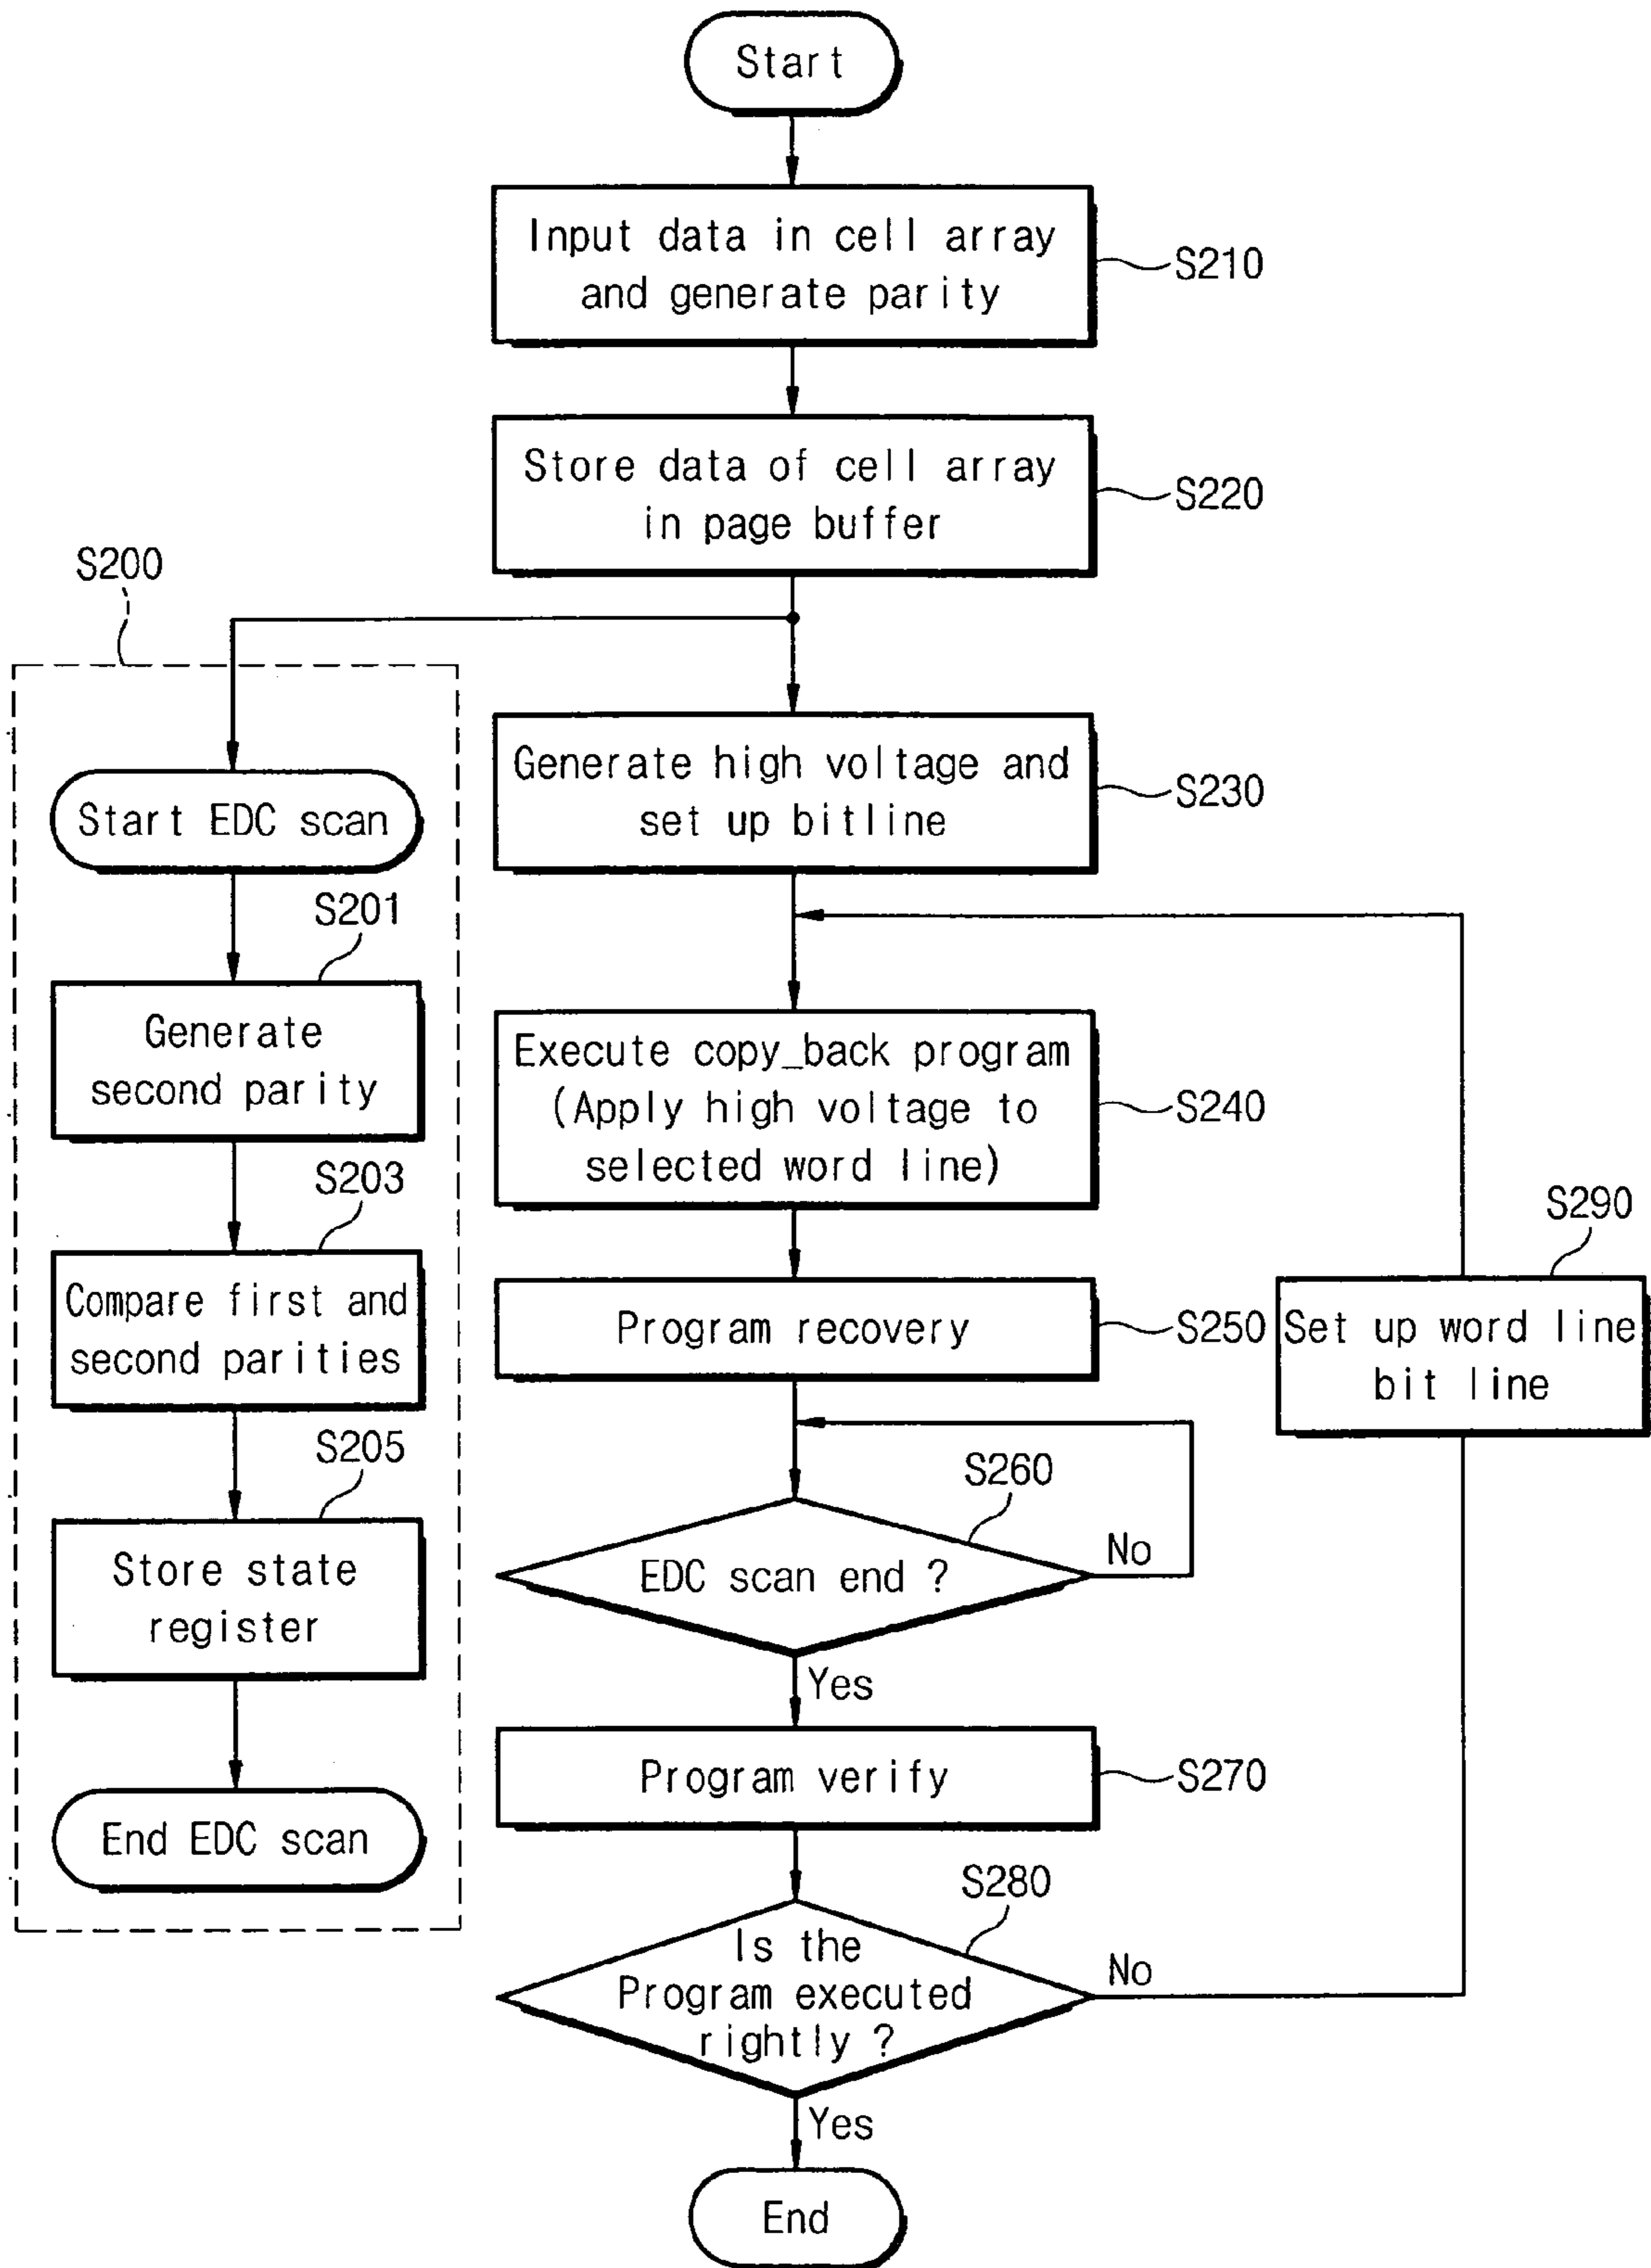 Start
Input data in cell array
and generate parity
S210
Store data of cell array
in page buffer
S220
S200
Start EDC scan
S201
Generate
second parity
S203
Compare first and
second parities
S205
Store state
register
End EDC scan
Generate high voltage and
set up bitline
S230
Execute copy_back program
(Apply high voltage to
selected word line)
S240
Program recovery
S250
S260
EDC scan end ?
No
Yes
Program verify
S270
S280
Is the
Program executed
rightly ?
No
S290
Set up word line
bit line
Yes
End